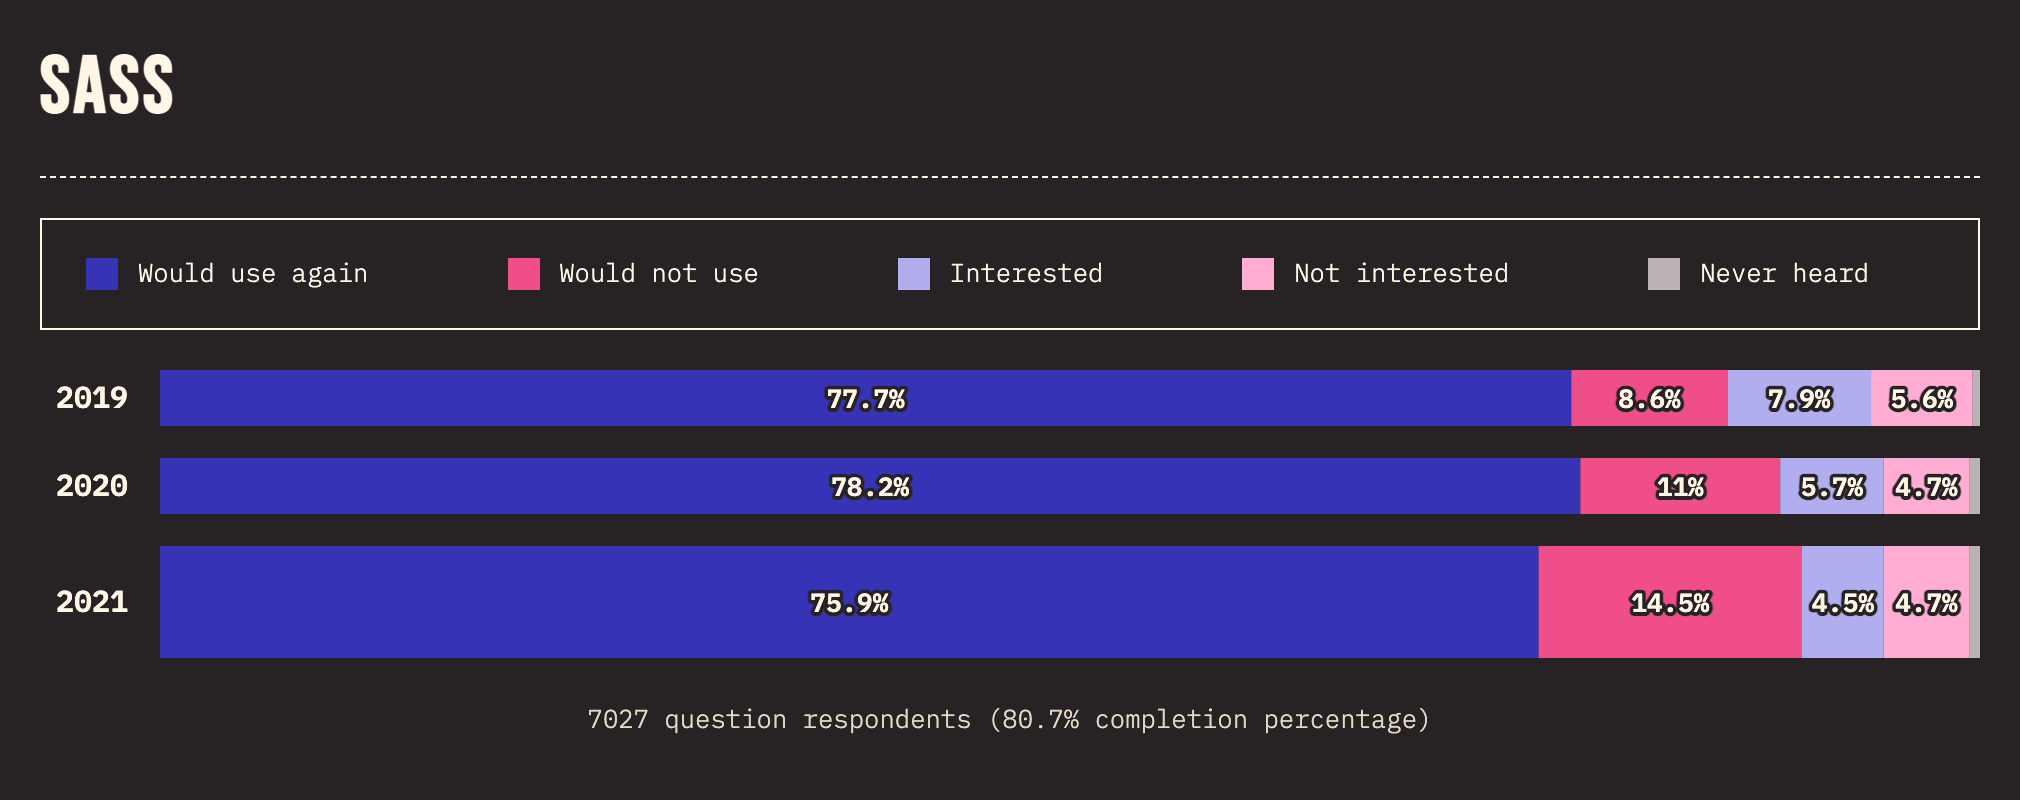 SASS
Would use again Would not use Interested Not interested Never heard
2019 77.7% 8.6% 7.9% 5.6%
2020 78.2% 11% 5.7% 4.7%
2021 75.9% 14.5% 4.5% 4.7%
7027 question respondents (80.7% completion percentage)